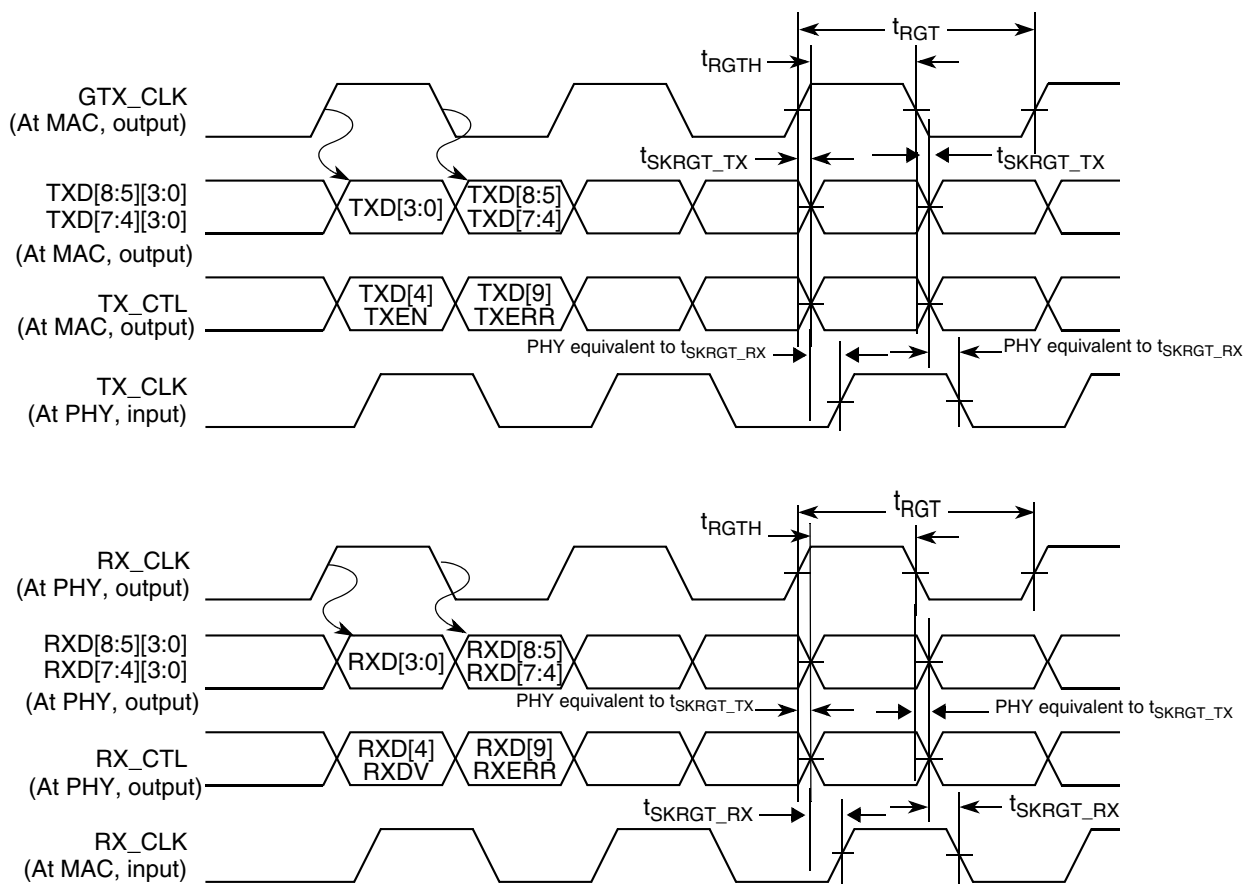 tRGT
tRGTH
GTX_CLK
(At MAC, output)
tSKRGT_TX
tSKRGT_TX
TXD[8:5][3:0]
TXD[7:4][3:0]
(At MAC, output)
TXD[3:0]
TXD[8:5]
TXD[7:4]
TX_CTL
(At MAC, output)
TXD[4]
TXEN
TXD[9]
TXERR
PHY equivalent to tSKRGT_RX
PHY equivalent to tSKRGT_RX
TX_CLK
(At PHY, input)
tRGT
tRGTH
RX_CLK
(At PHY, output)
RXD[8:5][3:0]
RXD[7:4][3:0]
(At PHY, output)
RXD[3:0]
RXD[8:5]
RXD[7:4]
PHY equivalent to tSKRGT_TX
PHY equivalent to tSKRGT_TX
RX_CTL
(At PHY, output)
RXD[4]
RXDV
RXD[9]
RXERR
tSKRGT_RX
tSKRGT_RX
RX_CLK
(At MAC, input)